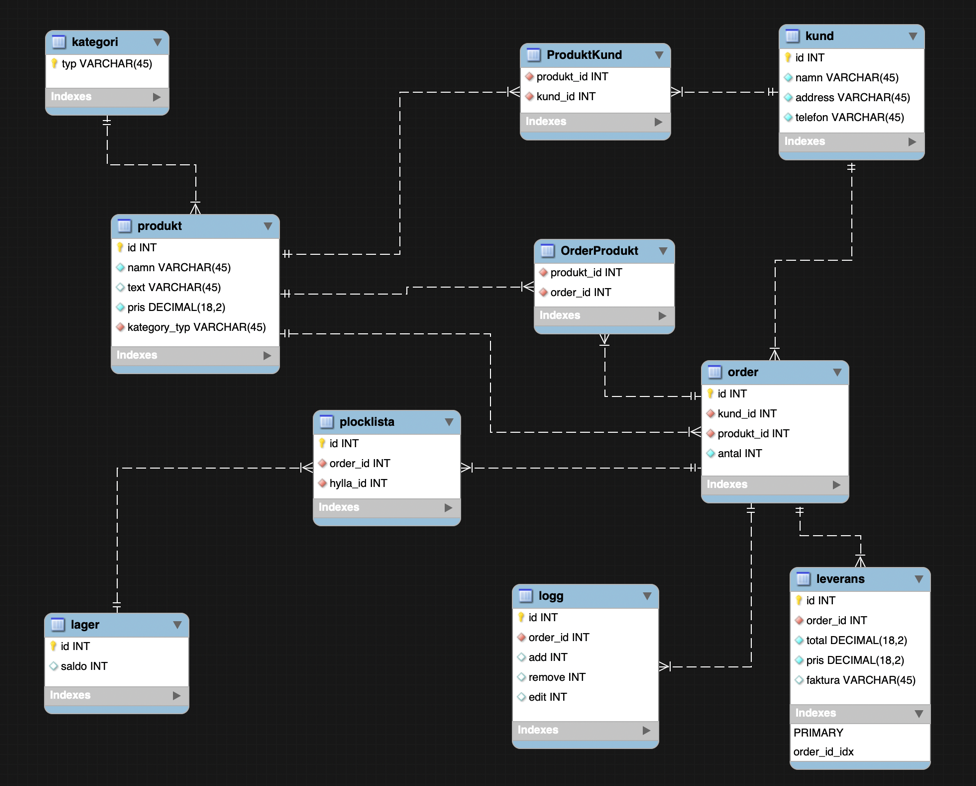 kategori
typ VARCHAR(45)
Indexes
ProduktKund
produkt_id INT
kund_id INT
Indexes
kund
id INT
namn VARCHAR(45)
address VARCHAR(45)
telefon VARCHAR(45)
Indexes
produkt
id INT
namn VARCHAR(45)
text VARCHAR(45)
pris DECIMAL(18,2)
kategory_typ VARCHAR(45)
Indexes
OrderProdukt
produkt_id INT
order_id INT
Indexes
order
id INT
kund_id INT
produkt_id INT
antal INT
Indexes
plocklista
id INT
order_id INT
hylla_id INT
Indexes
lager
id INT
saldo INT
Indexes
logg
id INT
order_id INT
add INT
remove INT
edit INT
Indexes
leverans
id INT
order_id INT
total DECIMAL(18,2)
pris DECIMAL(18,2)
faktura VARCHAR(45)
Indexes
PRIMARY
order_id_idx